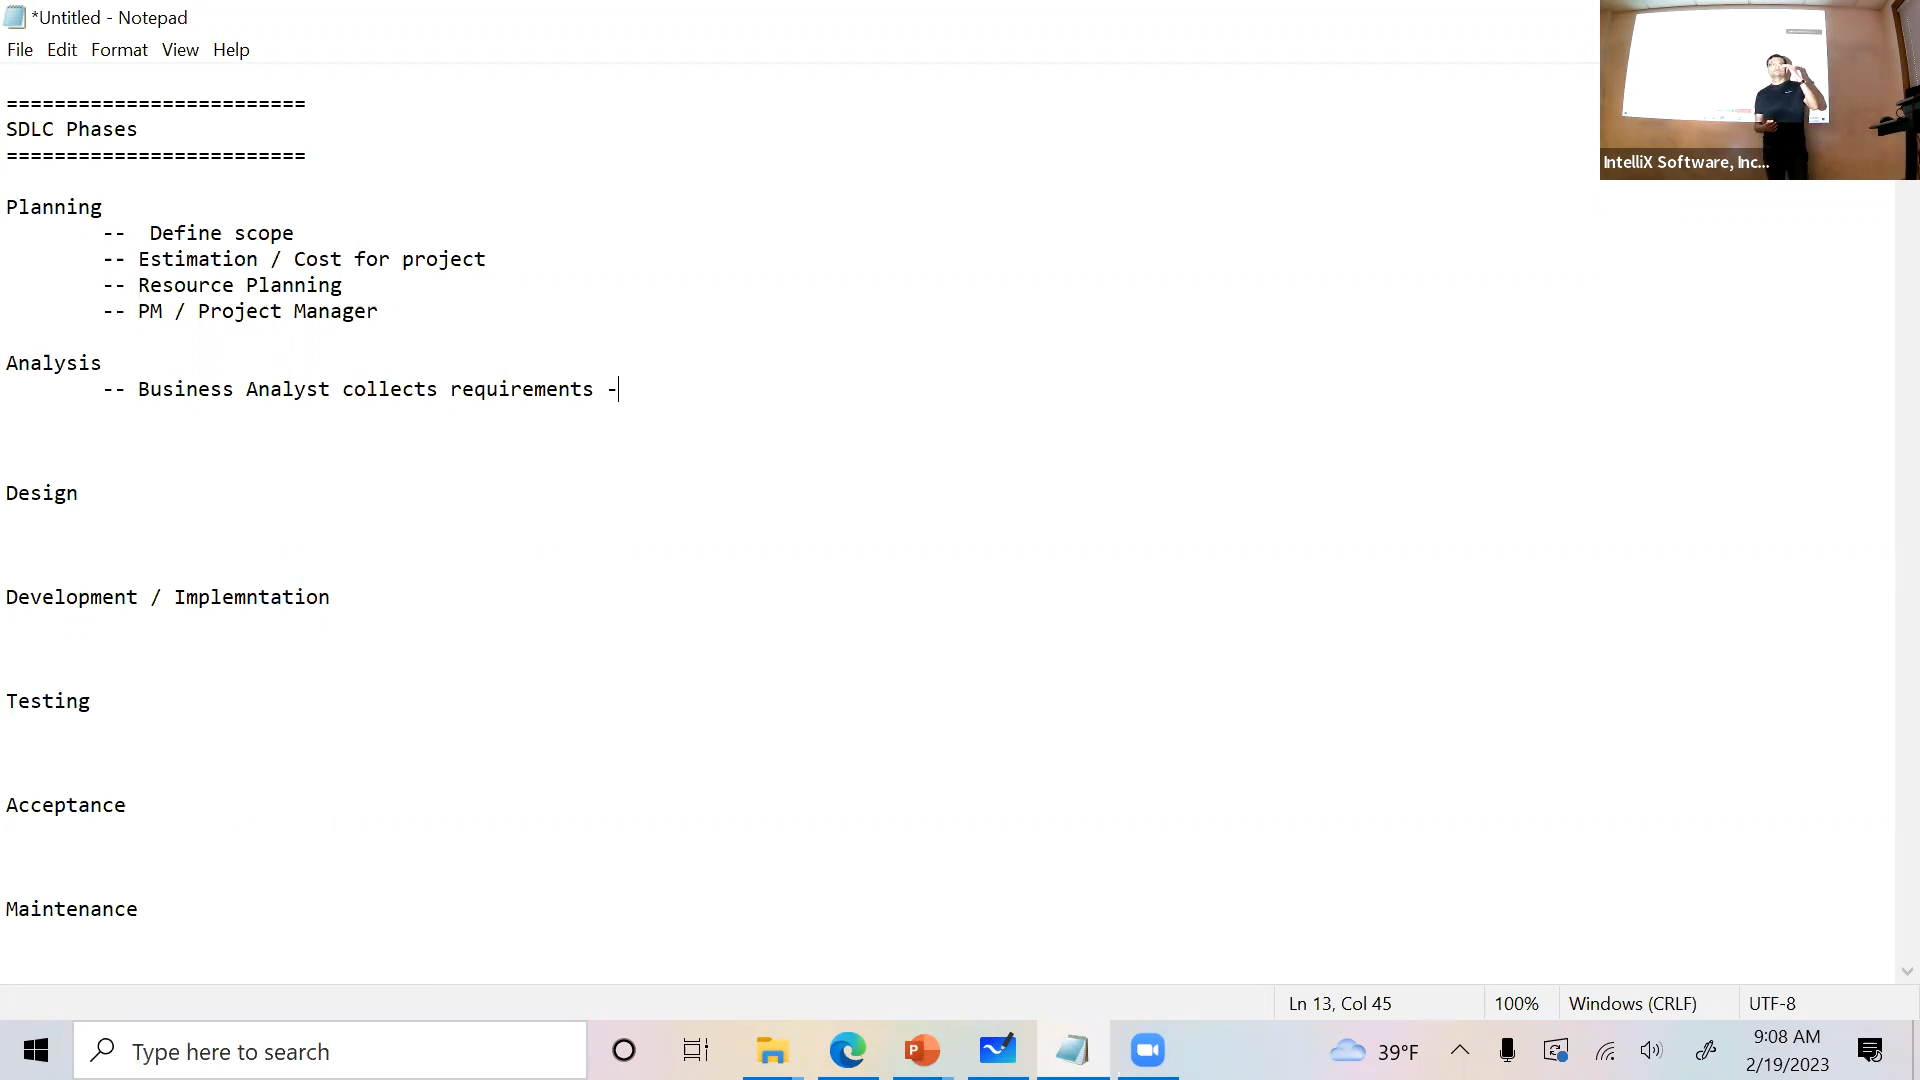 *Untitled - Notepad
File Edit Format View Help
=========================
SDLC Phases
=========================
Planning
-- Define scope
-- Estimation / Cost for project
-- Resource Planning
-- PM / Project Manager
Analysis
-- Business Analyst collects requirements -
Design
Development / Implemntation
Testing
Acceptance
Maintenance
IntelliX Software, Inc...
Ln 13, Col 45
100%
Windows (CRLF)
UTF-8
Type here to search
39°F
9:08 AM
2/19/2023